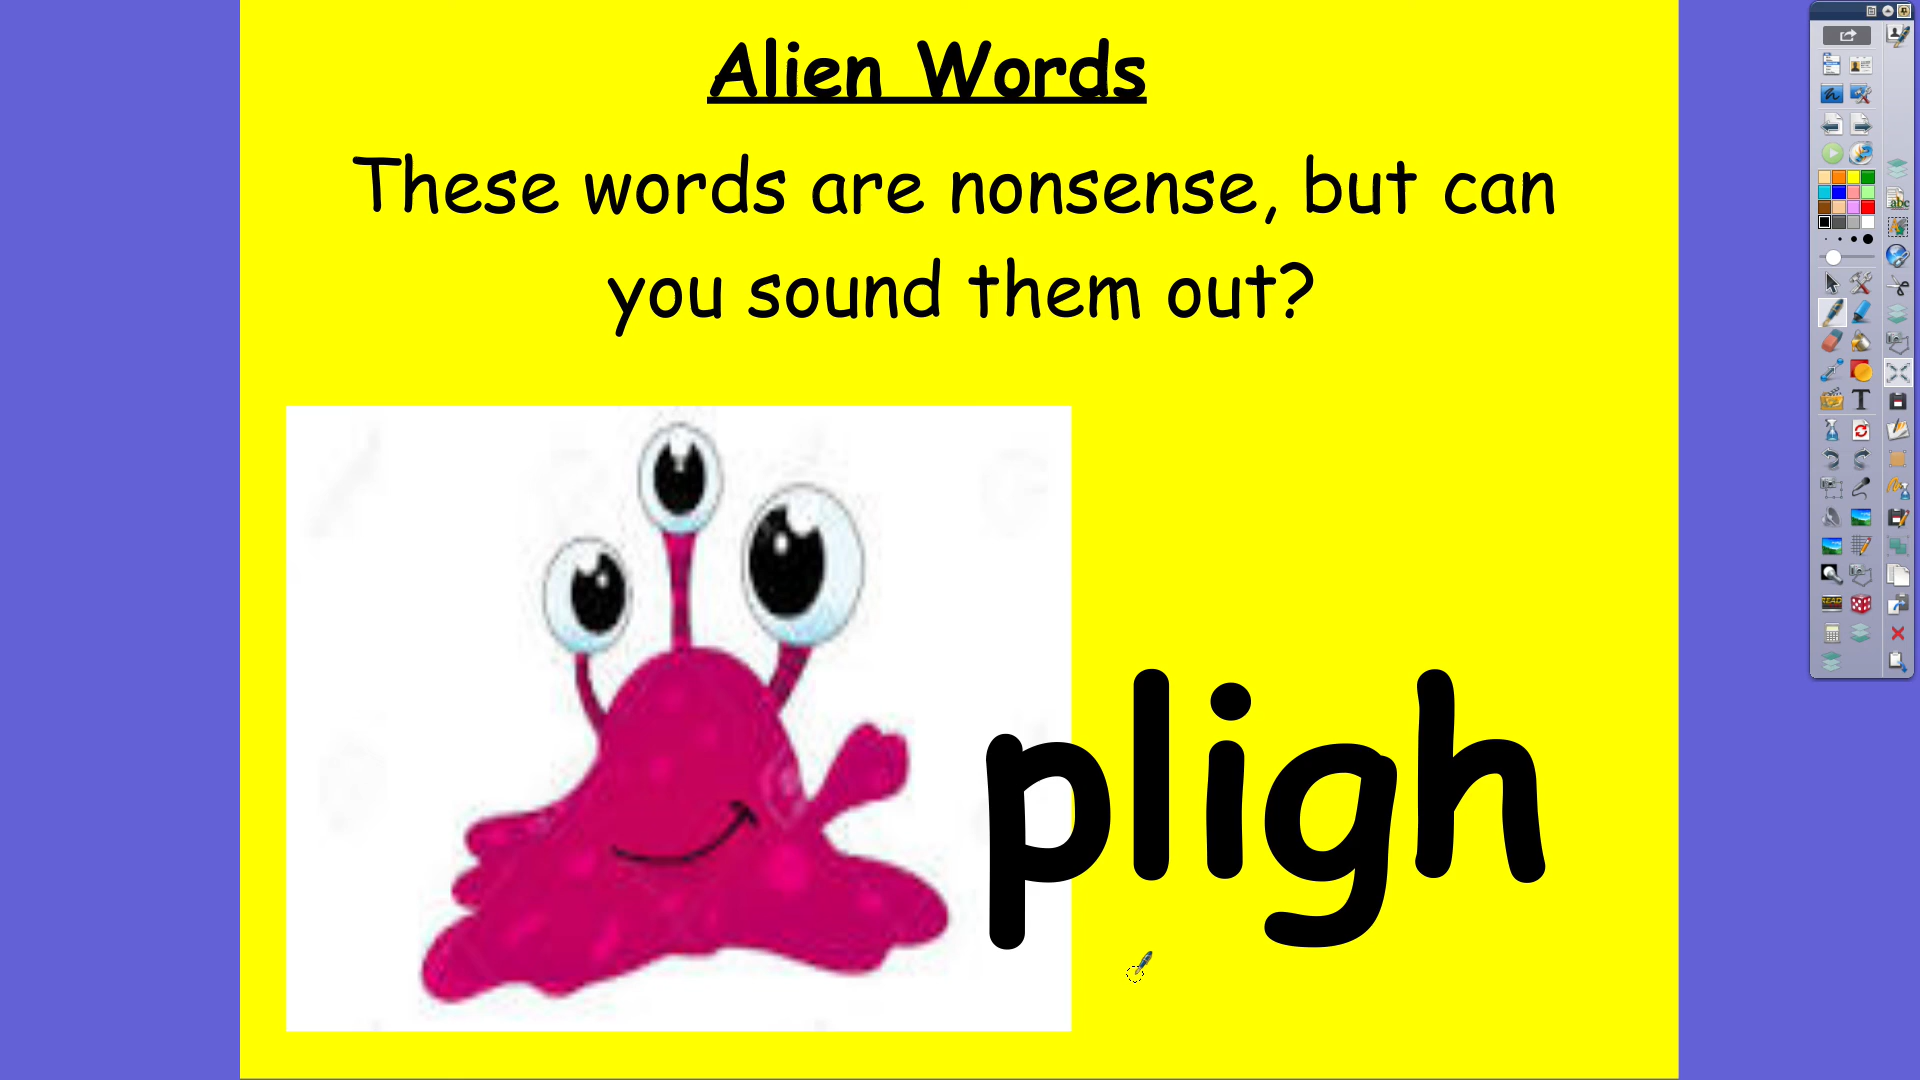 Alien Words
These words are nonsense, but can
you sound them out?
pligh